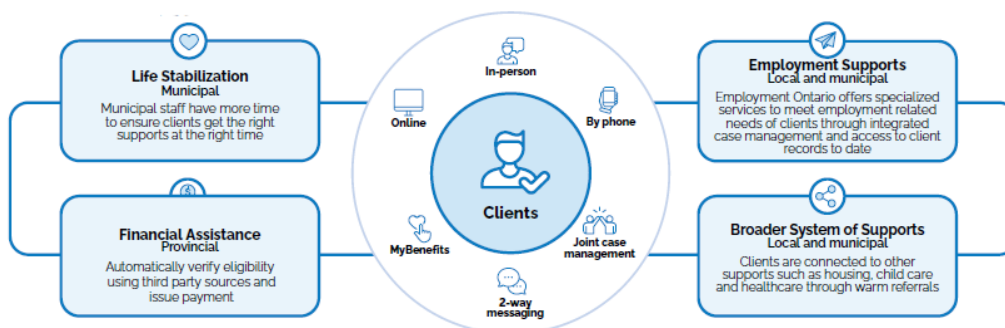 Life Stabilization
Municipal
Municipal staff have more time
to ensure clients get the right
supports at the right time
Financial Assistance
Provincial
Automatically verify eligibility
using third party sources and
issue payment
In-person
Online
By phone
Clients
MyBenefits
Joint case
management
2-way
messaging
Employment Supports
Local and municipal
Employment Ontario offers specialized
services to meet employment related
needs of clients through integrated
case management and access to client
records to date
Broader System of Supports
Local and municipal
Clients are connected to other
supports such as housing, child care
and healthcare through warm referrals